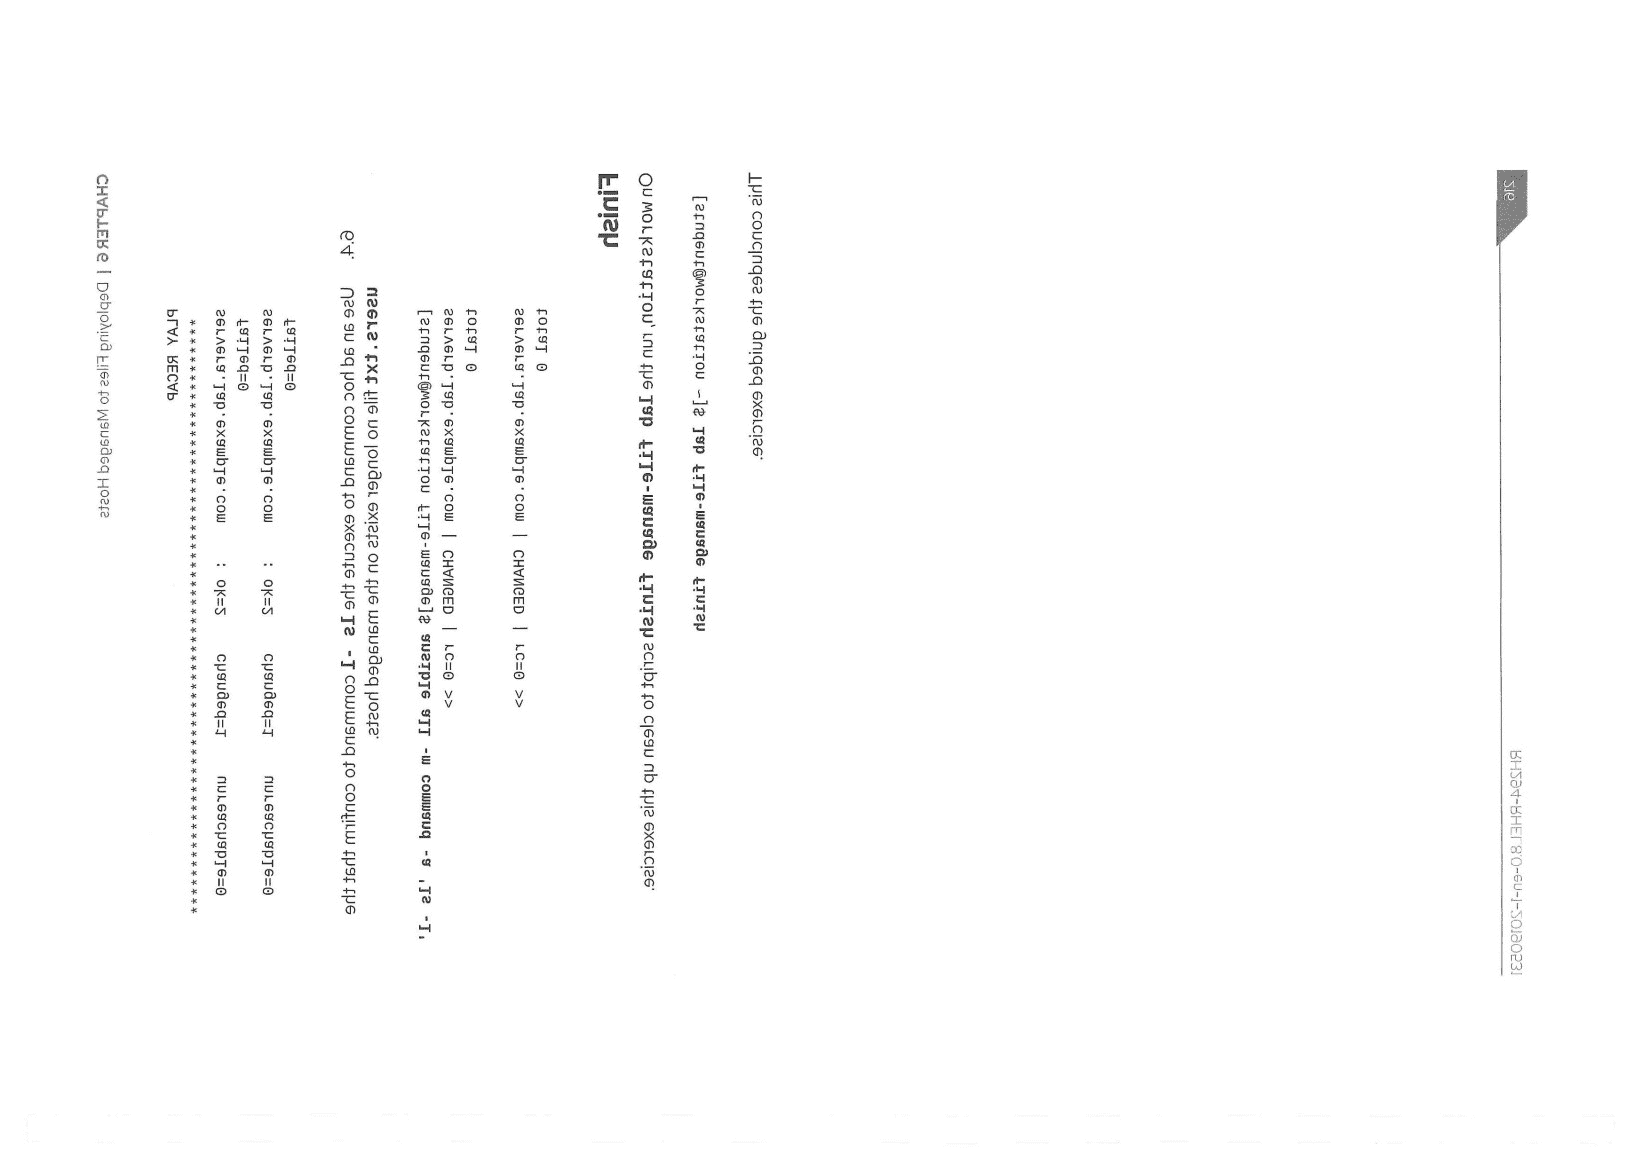 CHAPTER 6 | Deploying Files to Managed Hosts
PLAY RECAP
****************************************************************
servera.lab.example.com : ok=2 changed=1 unreachable=0
failed=0
serverb.lab.example.com : ok=2 changed=1 unreachable=0
failed=0
6.4. Use an ad hoc command to execute the ls -l command to confirm that the
users.txt file no longer exists on the managed hosts.
[student@workstation file-manage]$ ansible all -m command -a 'ls -l'
serverb.lab.example.com | CHANGED | rc=0 >>
total 0
servera.lab.example.com | CHANGED | rc=0 >>
total 0
Finish
On workstation, run the lab file-manage finish script to clean up this exercise.
[student@workstation ~]$ lab file-manage finish
This concludes the guided exercise.
216
RH294-RHEL8.0-en-1-20190531